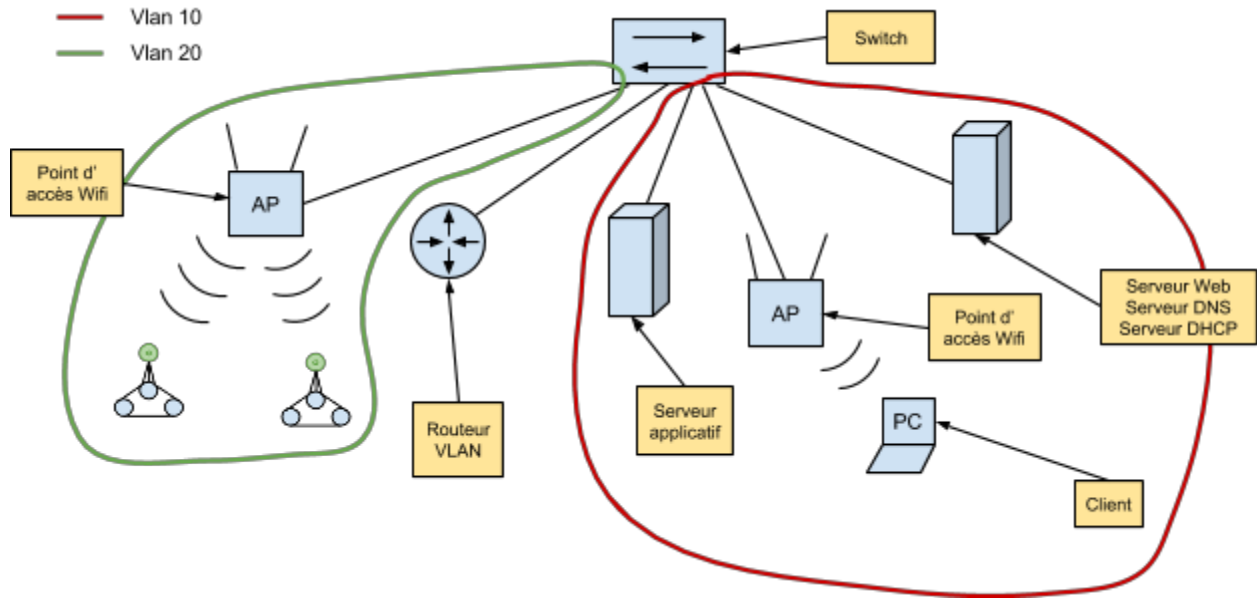 Vlan 10
Vlan 20
Switch
Point d'
accès Wifi
AP
Serveur Web
Serveur DNS
Serveur DHCP
AP
Point d'
accès Wifi
Serveur
applicatif
PC
Routeur
VLAN
Client